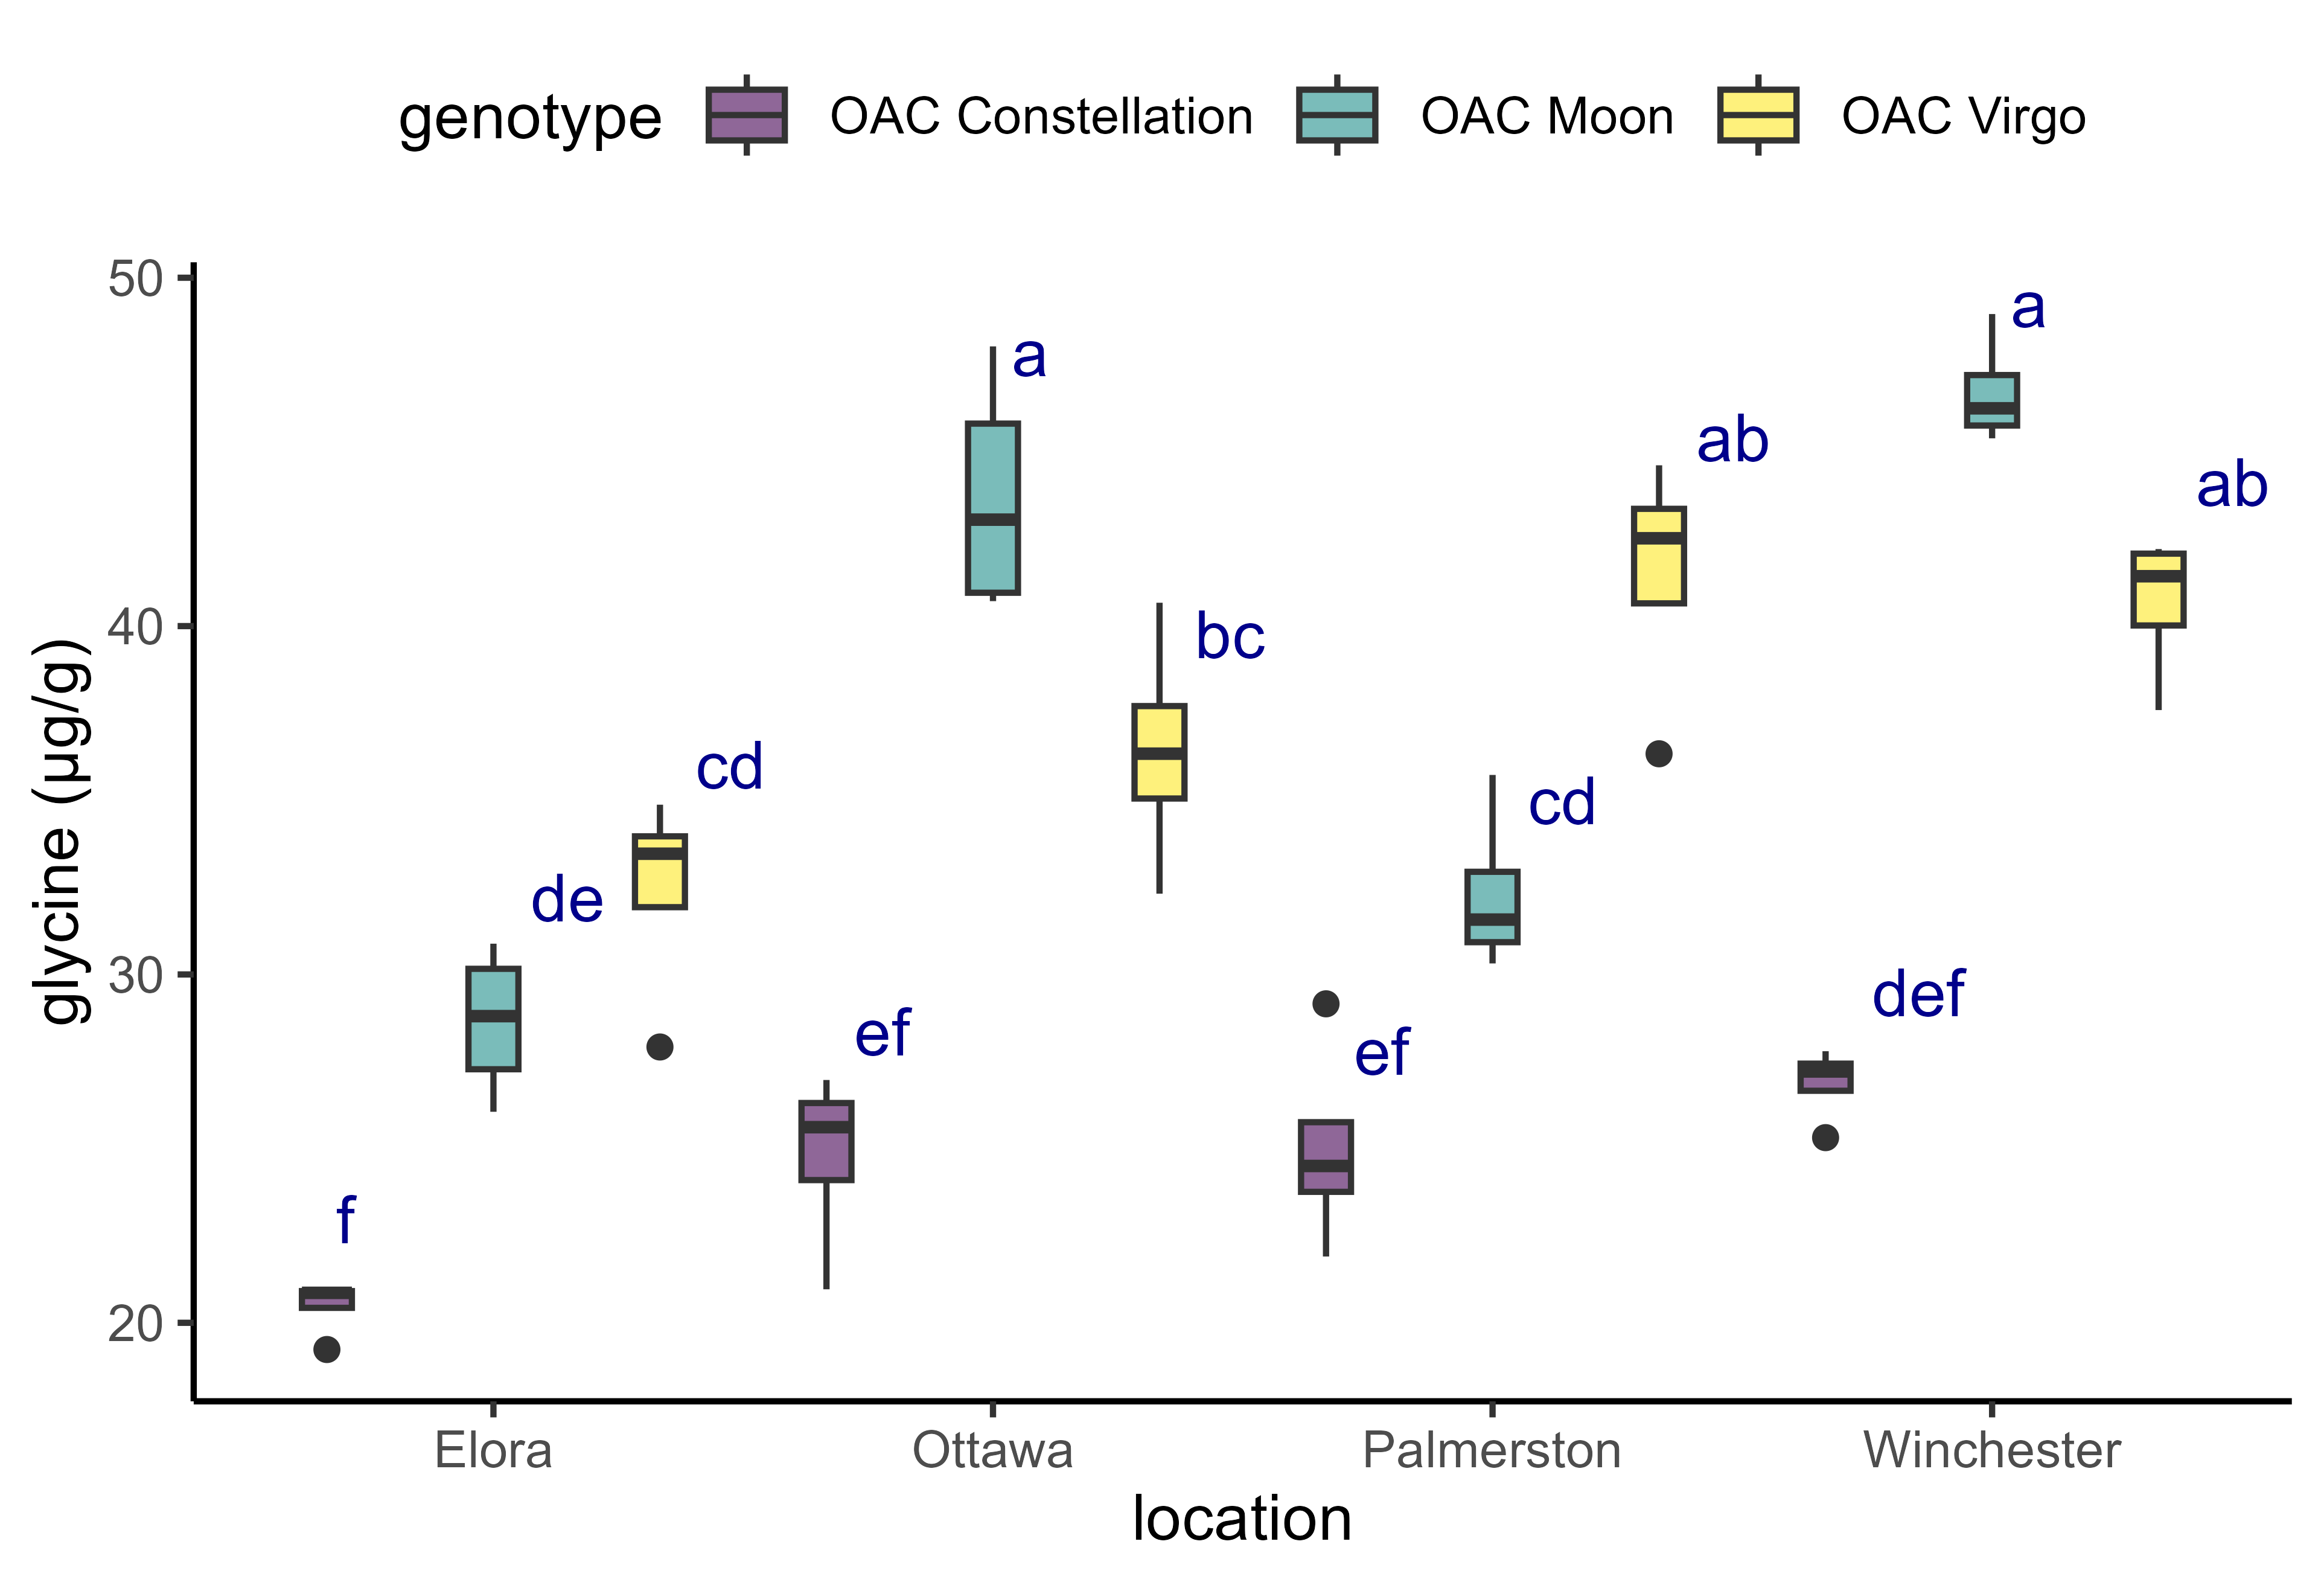 genotype OAC Constellation OAC Moon OAC Virgo
50
a
a
ab
ab
40
bc
cd
cd
de
30
def
ef
ef
f
20
glycine (µg/g)
Elora Ottawa Palmerston Winchester
location